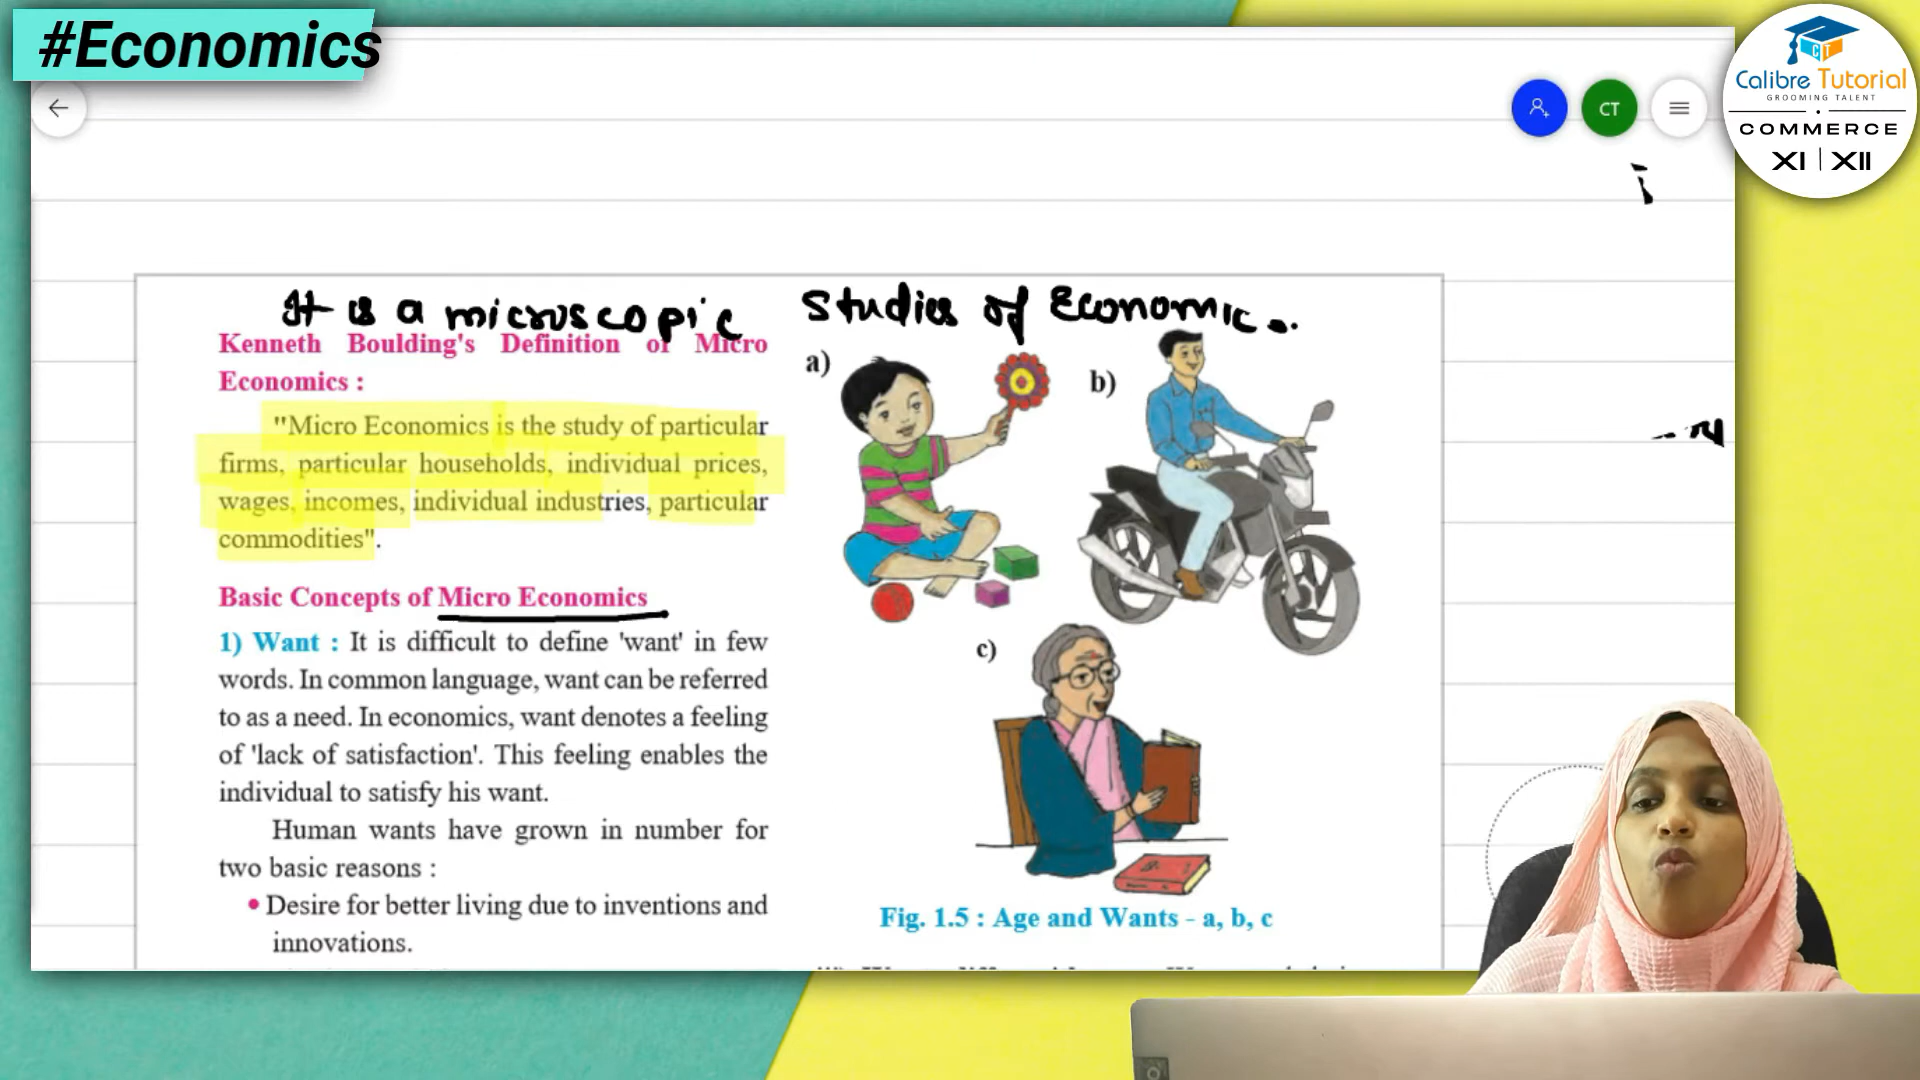 #Economics
Calibre Tutorial
GROOMING TALENT
COMMERCE
XI | XII
CT
CT
It is a microscopic Studies of Economic.
Kenneth Boulding's Definition of Micro
Economics :
"Micro Economics is the study of particular
firms, particular households, individual prices,
wages, incomes, individual industries, particular
commodities".
Basic Concepts of Micro Economics
1) Want : It is difficult to define 'want' in few
words. In common language, want can be referred
to as a need. In economics, want denotes a feeling
of 'lack of satisfaction'. This feeling enables the
individual to satisfy his want.
Human wants have grown in number for
two basic reasons :
• Desire for better living due to inventions and
innovations.
a)
b)
c)
Fig. 1.5 : Age and Wants - a, b, c